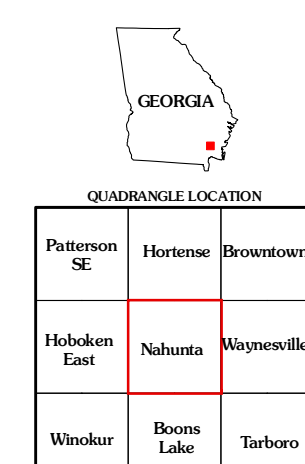 GEORGIA
QUADRANGLE LOCATION
Patterson
SE
Hortense
Browntown
Hoboken
East
Nahunta
Waynesville
Winokur
Boons
Lake
Tarboro